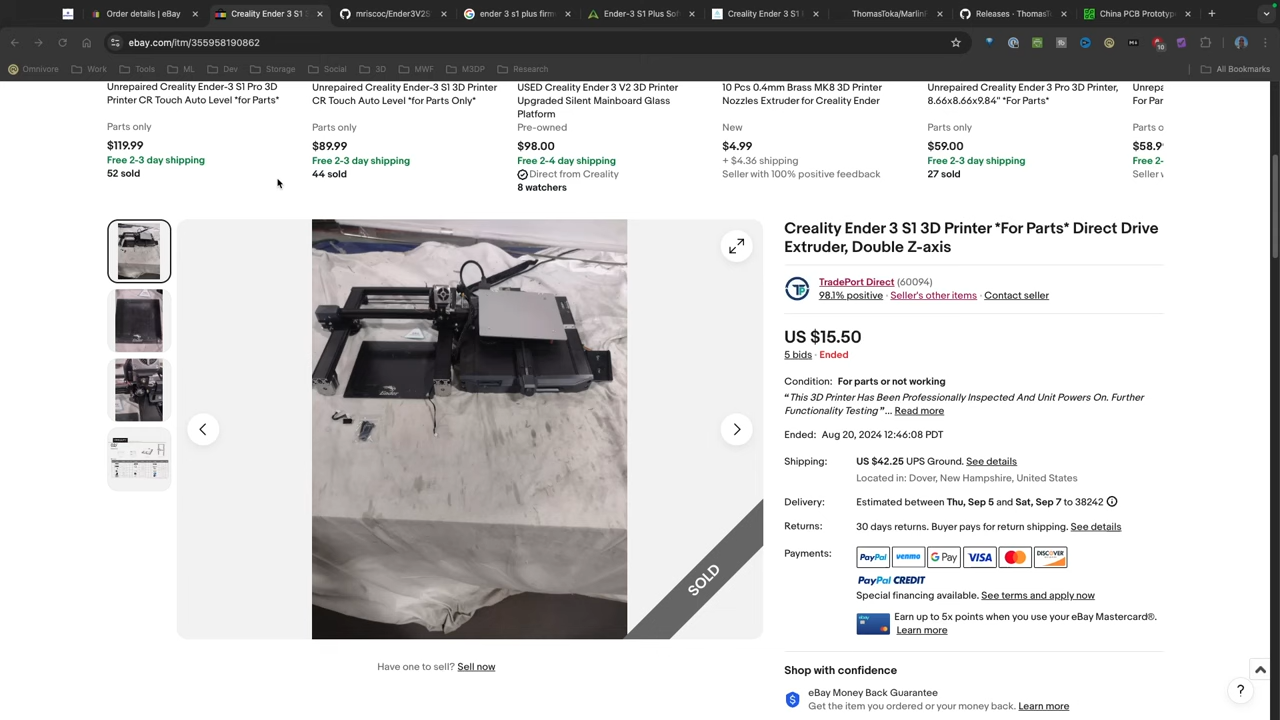 Order details | eBay
Creality Ender 3 S1
mriscoc/Ender3V2S
ender 3 s1 plus firm
Ender-3 S1 Plus Sof
Creality Ender 3 S1
ThomasToka/Marlin
Releases · Thomas
China PCB Prototyp
ebay.com/itm/355958190862
Omnivore
Work
Tools
ML
Dev
Storage
Social
3D
MWF
M3DP
Research
All Bookmarks
Unrepaired Creality Ender-3 S1 Pro 3D
Printer CR Touch Auto Level *for Parts*
Parts only
$119.99
Free 2-3 day shipping
52 sold
Unrepaired Creality Ender-3 S1 3D Printer
CR Touch Auto Level *for Parts Only*
Parts only
$89.99
Free 2-3 day shipping
44 sold
USED Creality Ender 3 V2 3D Printer
Upgraded Silent Mainboard Glass
Platform
Pre-owned
$98.00
Free 2-4 day shipping
Direct from Creality
8 watchers
10 Pcs 0.4mm Brass MK8 3D Printer
Nozzles Extruder for Creality Ender
New
$4.99
+ $4.36 shipping
Seller with 100% positive feedback
Unrepaired Creality Ender 3 Pro 3D Printer,
8.66x8.66x9.84" *For Parts*
Parts only
$59.00
Free 2-3 day shipping
27 sold
Unrepa
For Par
Parts o
$58.9
Free 2-
Seller v
SOLD
Have one to sell? Sell now
Creality Ender 3 S1 3D Printer *For Parts* Direct Drive
Extruder, Double Z-axis
TradePort Direct (60094)
98.1% positive · Seller's other items · Contact seller
US $15.50
5 bids · Ended
Condition: For parts or not working
“This 3D Printer Has Been Professionally Inspected And Unit Powers On. Further
Functionality Testing ”... Read more
Ended: Aug 20, 2024 12:46:08 PDT
Shipping: US $42.25 UPS Ground. See details
Located in: Dover, New Hampshire, United States
Delivery: Estimated between Thu, Sep 5 and Sat, Sep 7 to 38242
Returns: 30 days returns. Buyer pays for return shipping. See details
Payments: PayPal venmo G Pay VISA MasterCard DISCOVER
PayPal CREDIT
Special financing available. See terms and apply now
Earn up to 5x points when you use your eBay Mastercard®.
Learn more
Shop with confidence
eBay Money Back Guarantee
Get the item you ordered or your money back. Learn more